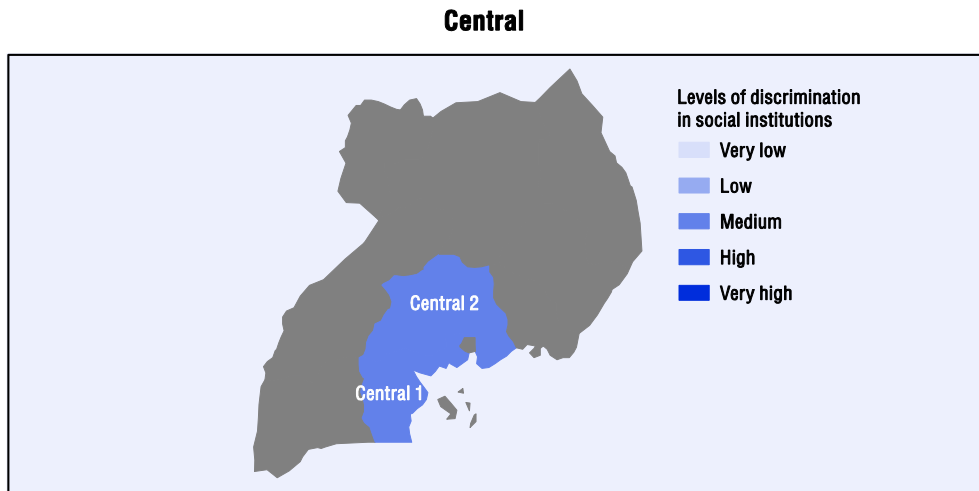 Central
Levels of discrimination
in social institutions
Very low
Low
Medium
High
Very high
Central 2
Central 1